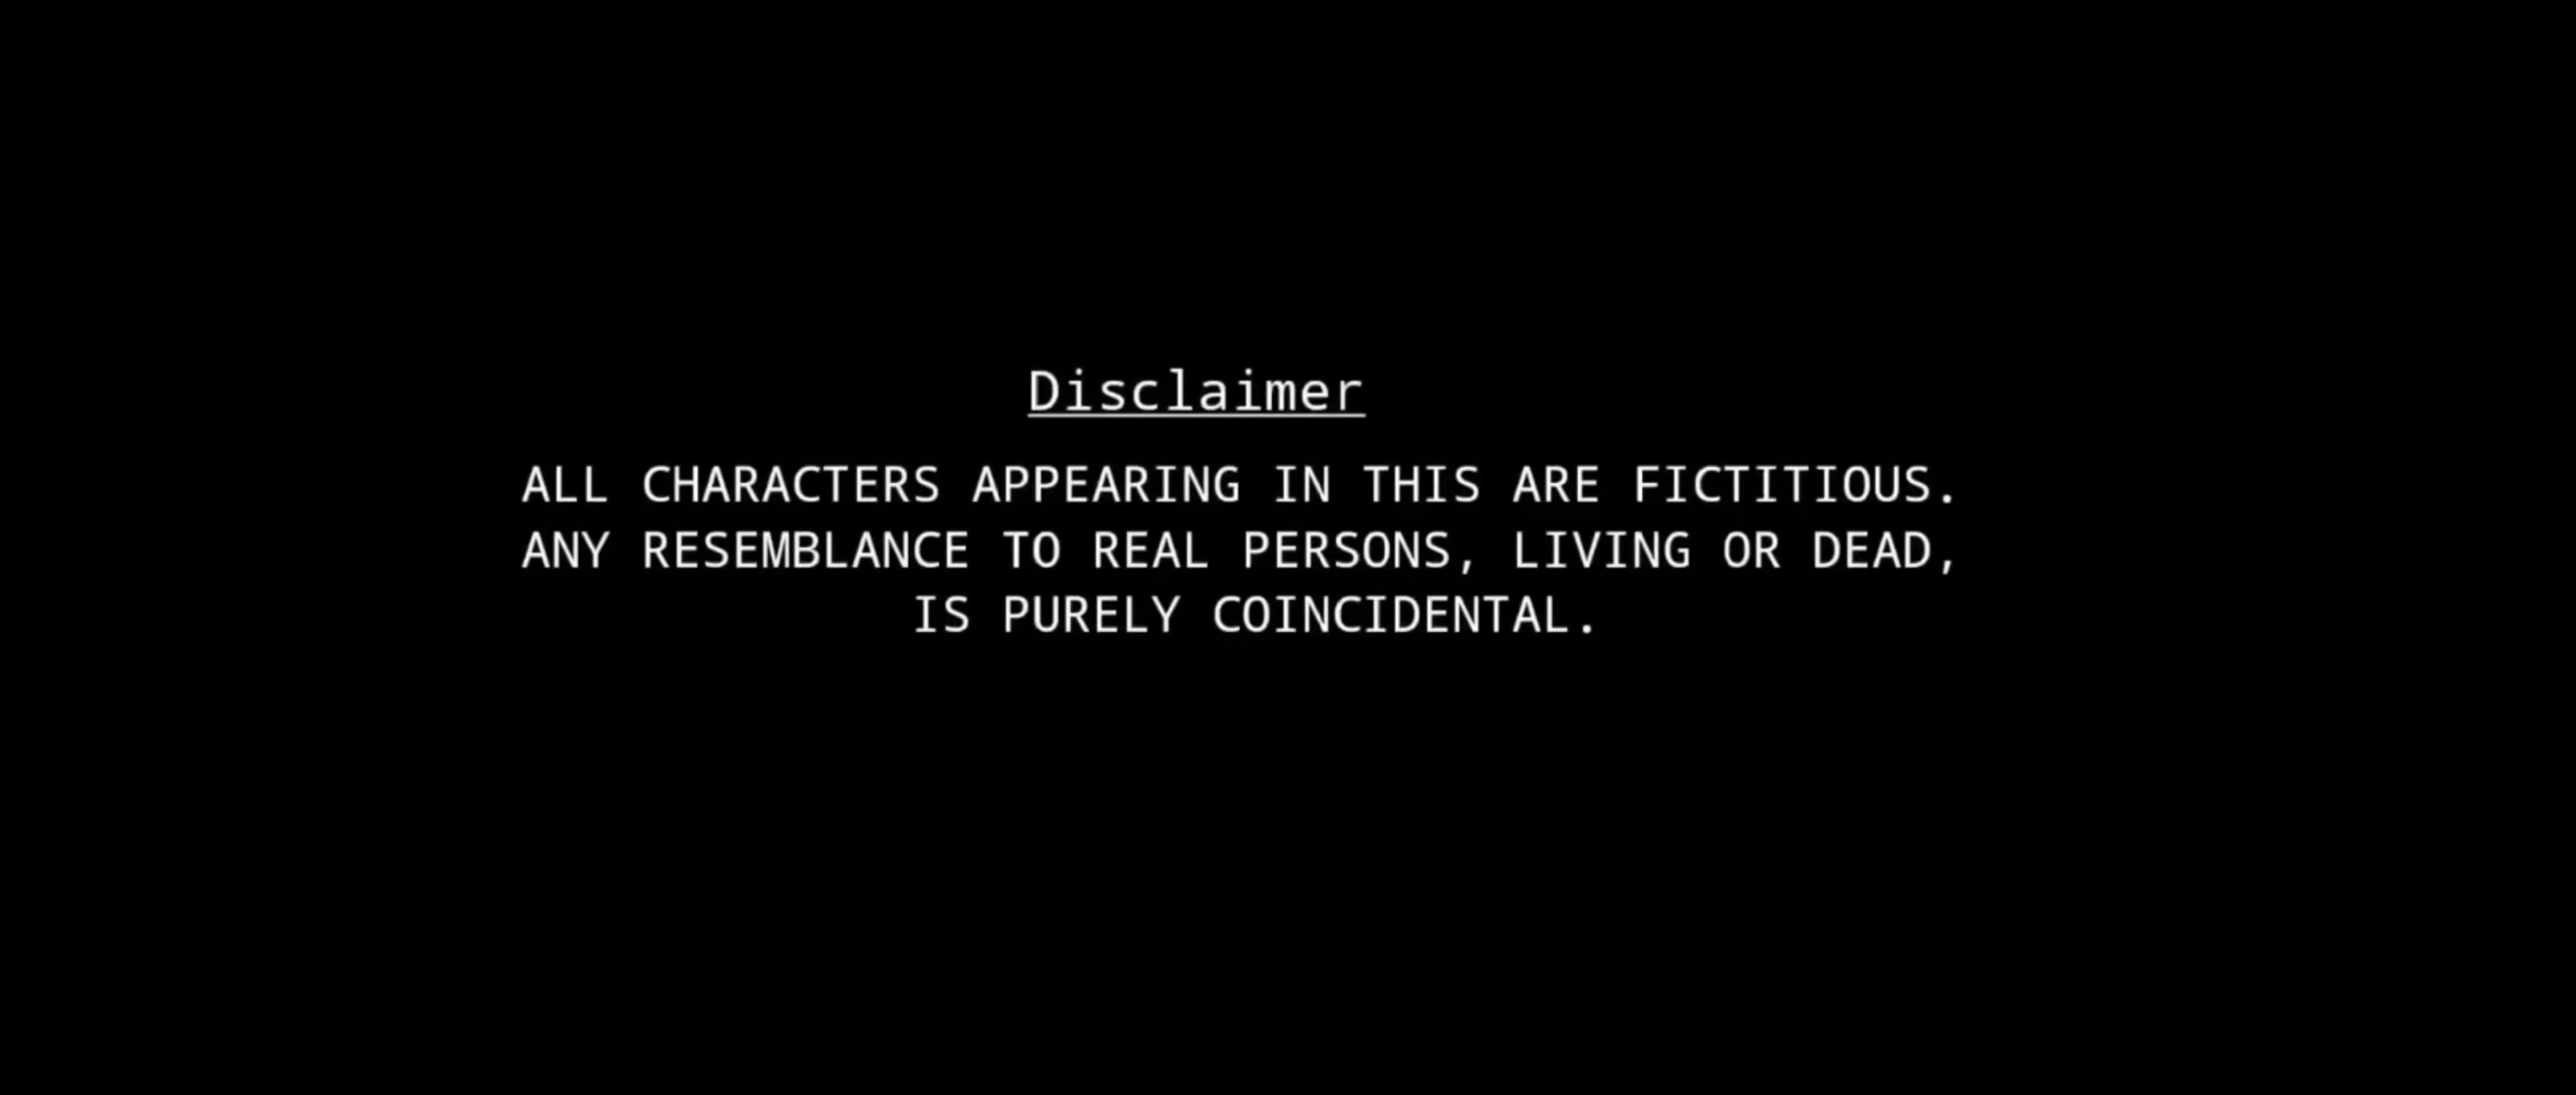 Disclaimer
ALL CHARACTERS APPEARING IN THIS ARE FICTITIOUS.
ANY RESEMBLANCE TO REAL PERSONS, LIVING OR DEAD,
IS PURELY COINCIDENTAL.